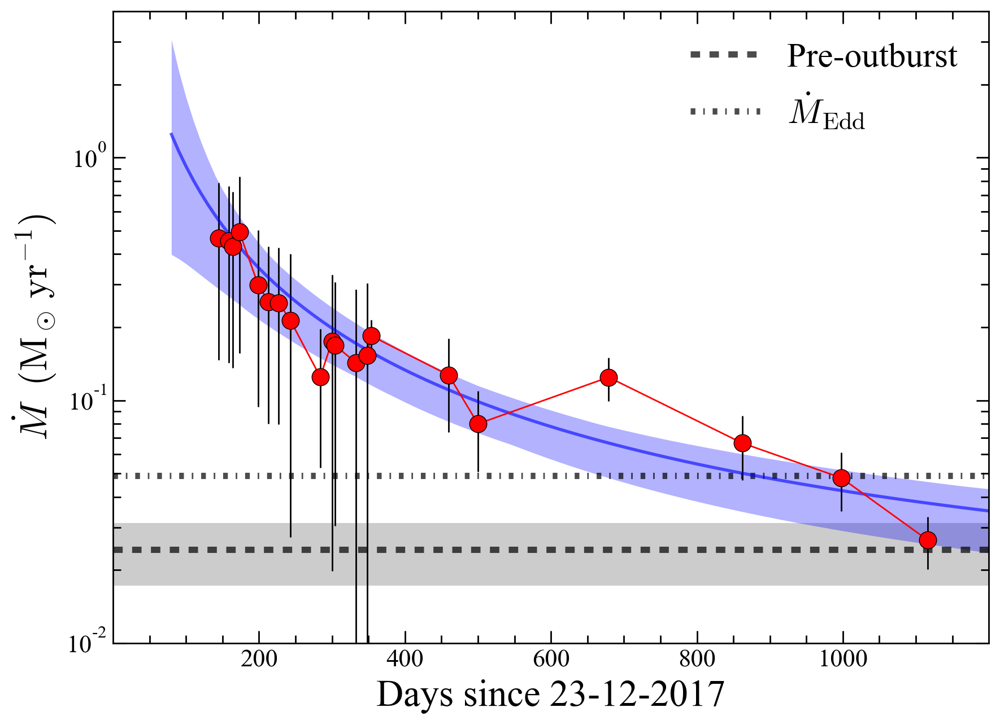 Pre-outburst
Ṁ_Edd
10^0
10^-1
10^-2
Ṁ (M_⊙ yr^−1)
200 400 600 800 1000
Days since 23-12-2017